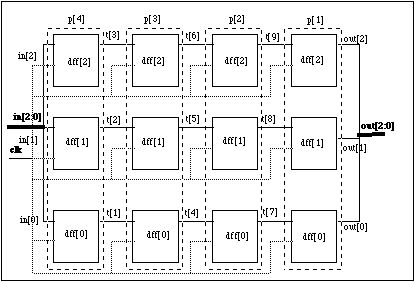 p[4] p[3] p[2] p[1]
in[2] t[3] t[6] t[9] out[2]
dff[2] dff[2] dff[2] dff[2]
in[2:0] t[2] t[5] t[8] out[2:0]
in[1] dff[1] dff[1] dff[1] dff[1] out[1]
clk
in[0] t[1] t[4] t[7] out[0]
dff[0] dff[0] dff[0] dff[0]